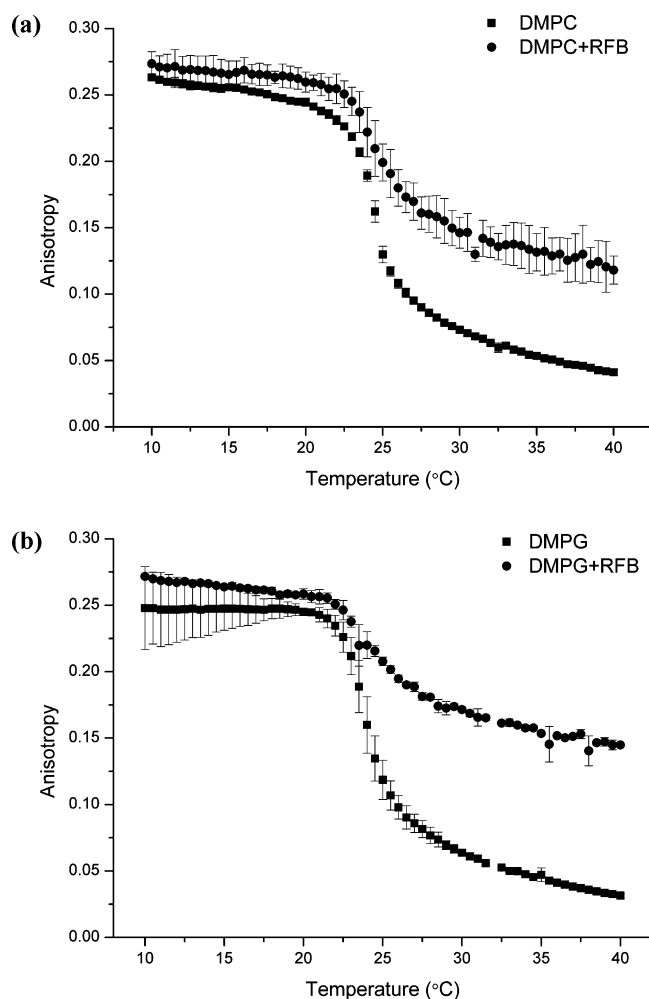 (a)
DMPC
DMPC+RFB
0.30
0.25
0.20
0.15
0.10
0.05
0.00
Anisotropy
10 15 20 25 30 35 40
Temperature (°C)
(b)
DMPG
DMPG+RFB
0.30
0.25
0.20
0.15
0.10
0.05
0.00
Anisotropy
10 15 20 25 30 35 40
Temperature (°C)